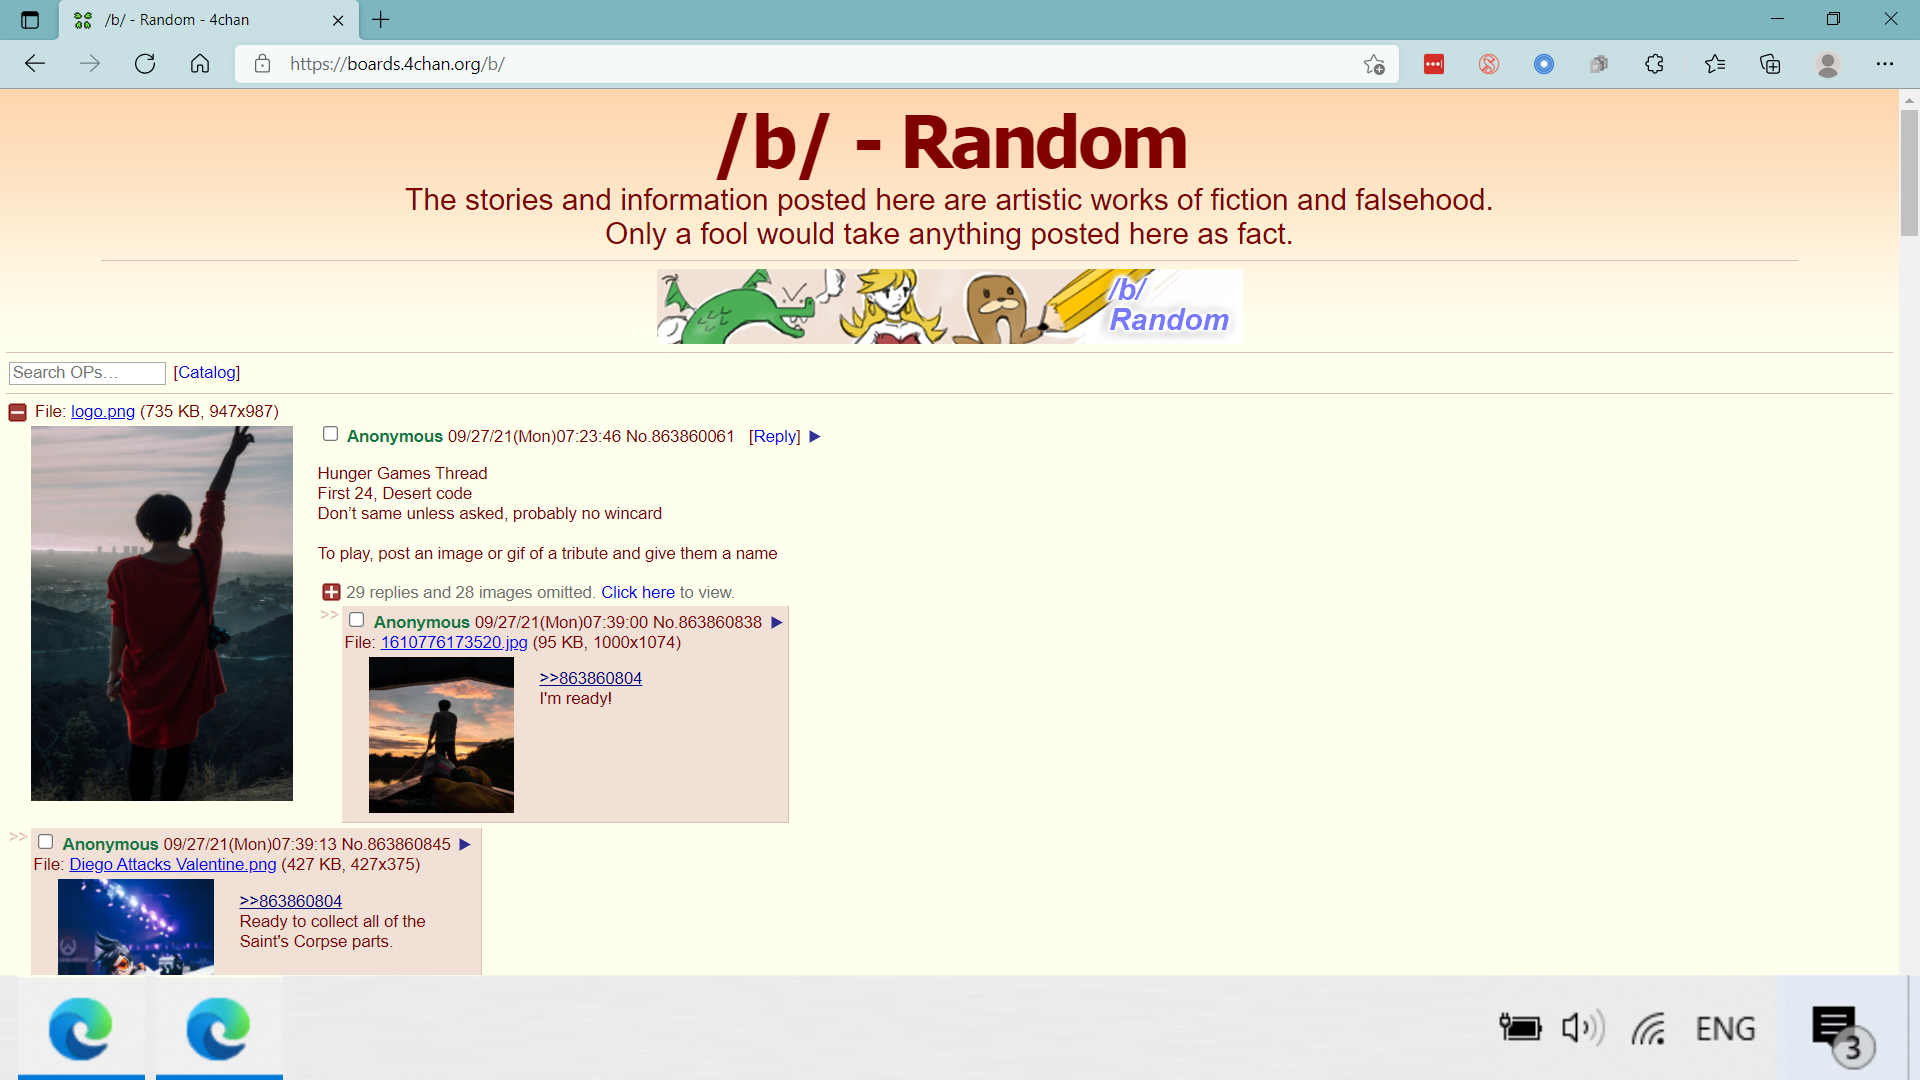 /b/ - Random - 4chan
https://boards.4chan.org/b/
/b/ - Random
The stories and information posted here are artistic works of fiction and falsehood.
Only a fool would take anything posted here as fact.
/b/
Random
Search OPs…
[Catalog]
File: logo.png (735 KB, 947x987)
Anonymous 09/27/21(Mon)07:23:46 No.863860061 [Reply] ▶
Hunger Games Thread
First 24, Desert code
Don’t same unless asked, probably no wincard
To play, post an image or gif of a tribute and give them a name
29 replies and 28 images omitted. Click here to view.
>> Anonymous 09/27/21(Mon)07:39:00 No.863860838 ▶
File: 1610776173520.jpg (95 KB, 1000x1074)
>>863860804
I'm ready!
>> Anonymous 09/27/21(Mon)07:39:13 No.863860845 ▶
File: Diego Attacks Valentine.png (427 KB, 427x375)
>>863860804
Ready to collect all of the
Saint's Corpse parts.
ENG
3